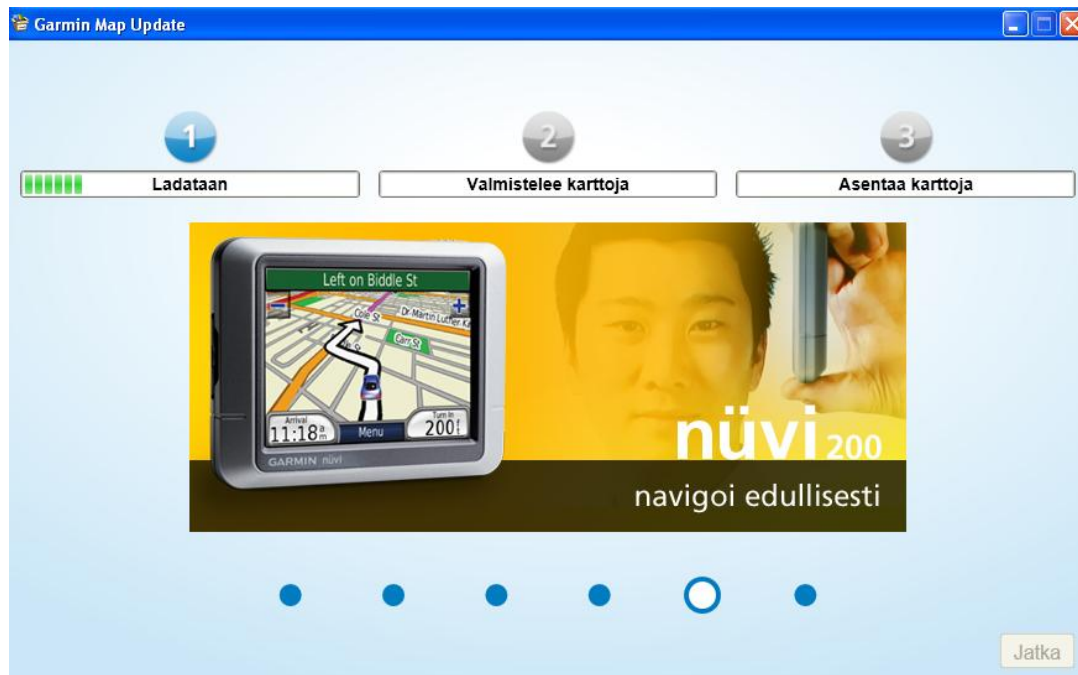 Garmin Map Update
1
2
3
Ladataan
Valmistelee karttoja
Asentaa karttoja
Left on Biddle St
Cole St
Dr Martin Luther
Carr St
Arrival
11:18 am
Menu
Turn In
200
GARMIN nüvi
nüvi 200
navigoi edullisesti
Jatka